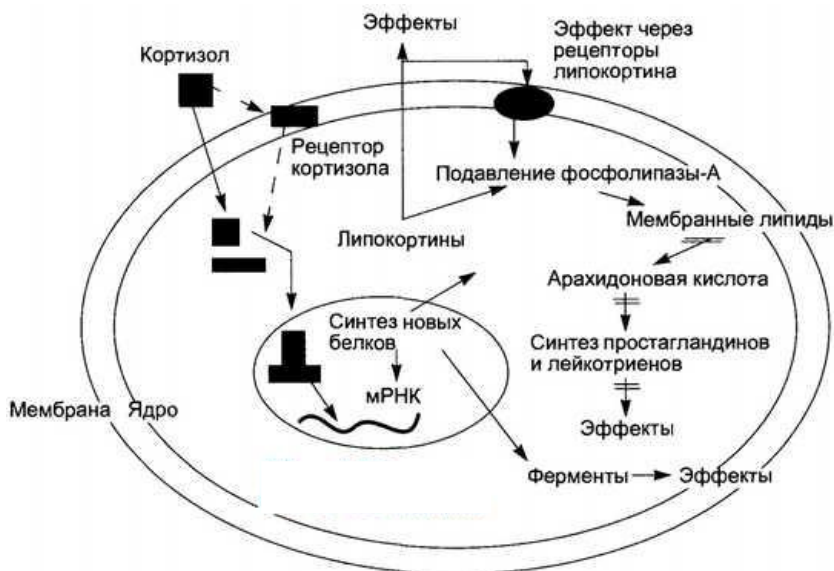 Эффекты
Эффект через
рецепторы
липокортина
Кортизол
Рецептор
кортизола
Подавление фосфолипазы-А
Мембранные липиды
Липокортины
Арахидоновая кислота
Синтез новых
белков
Синтез простагландинов
и лейкотриенов
мРНК
Мембрана Ядро
Эффекты
Ферменты
Эффекты